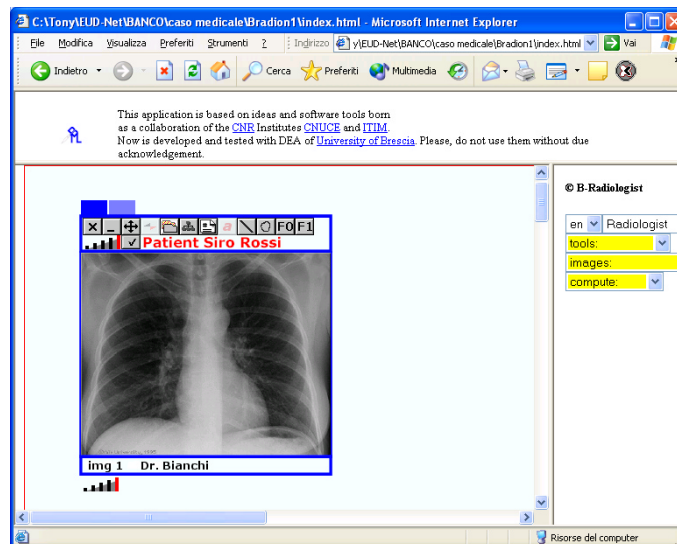 C:\Tony\EUD-Net\BANCO\caso medicale\Bradion1\index.html - Microsoft Internet Explorer
File Modifica Visualizza Preferiti Strumenti ? Indirizzo y\EUD-Net\BANCO\caso medicale\Bradion1\index.html Vai
Indietro Cerca Preferiti Multimedia
This application is based on ideas and software tools born
as a collaboration of the CNR Institutes CNUCE and ITIM.
Now is developed and tested with DEA of University of Brescia. Please, do not use them without due
acknowledgement.
© B-Radiologist
en Radiologist
tools:
images:
compute:
a F0 F1
Patient Siro Rossi
img 1 Dr. Bianchi
Risorse del computer